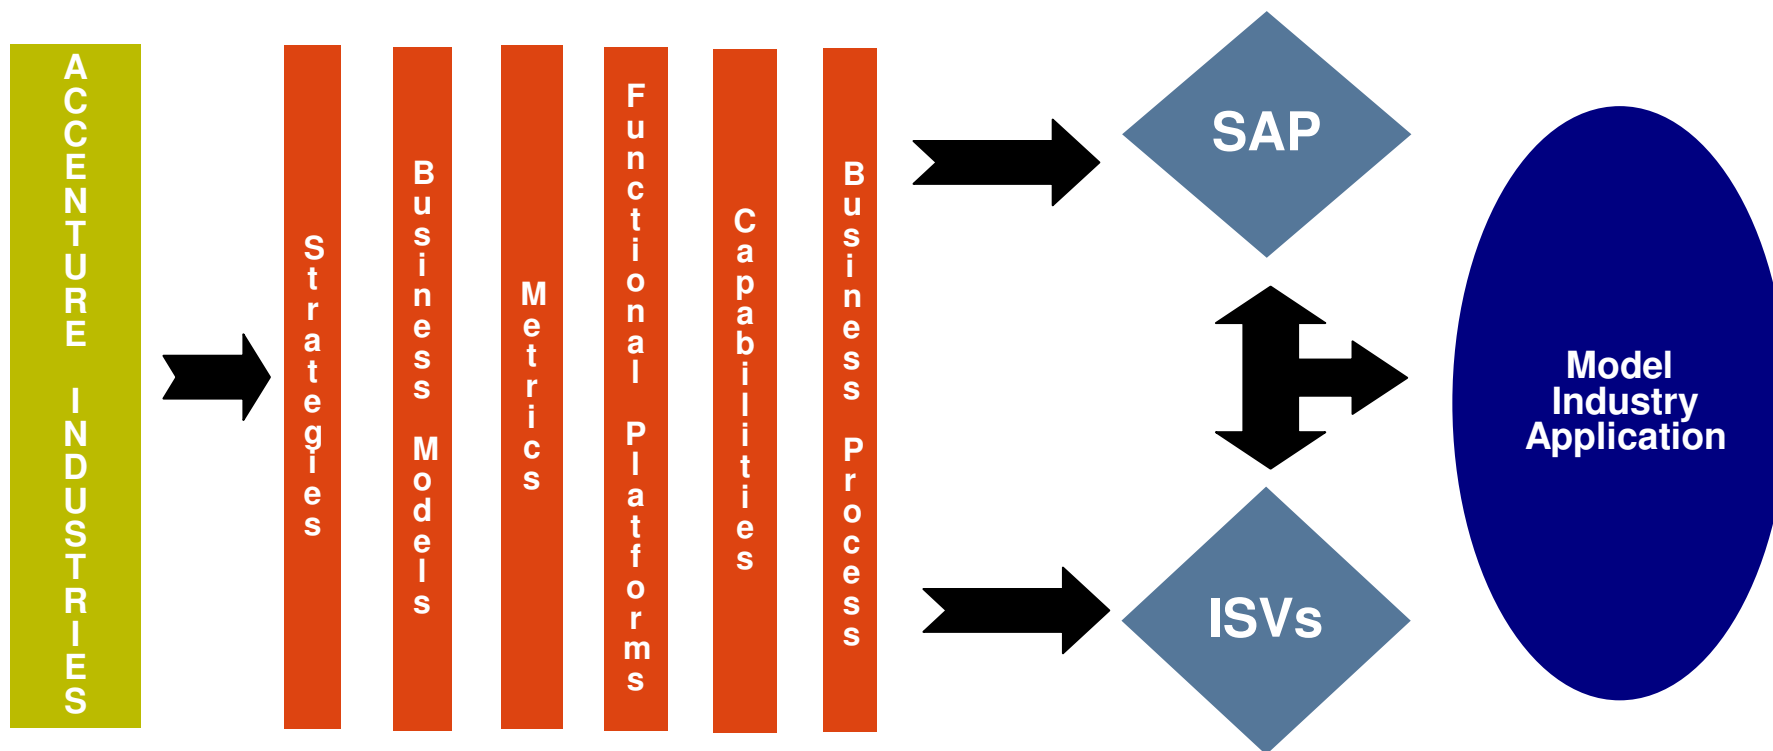 ACCENTURE INDUSTRIES
Strategies
Business Models
Metrics
Functional Platforms
Capabilities
Business Process
SAP
ISVs
Model
Industry
Application